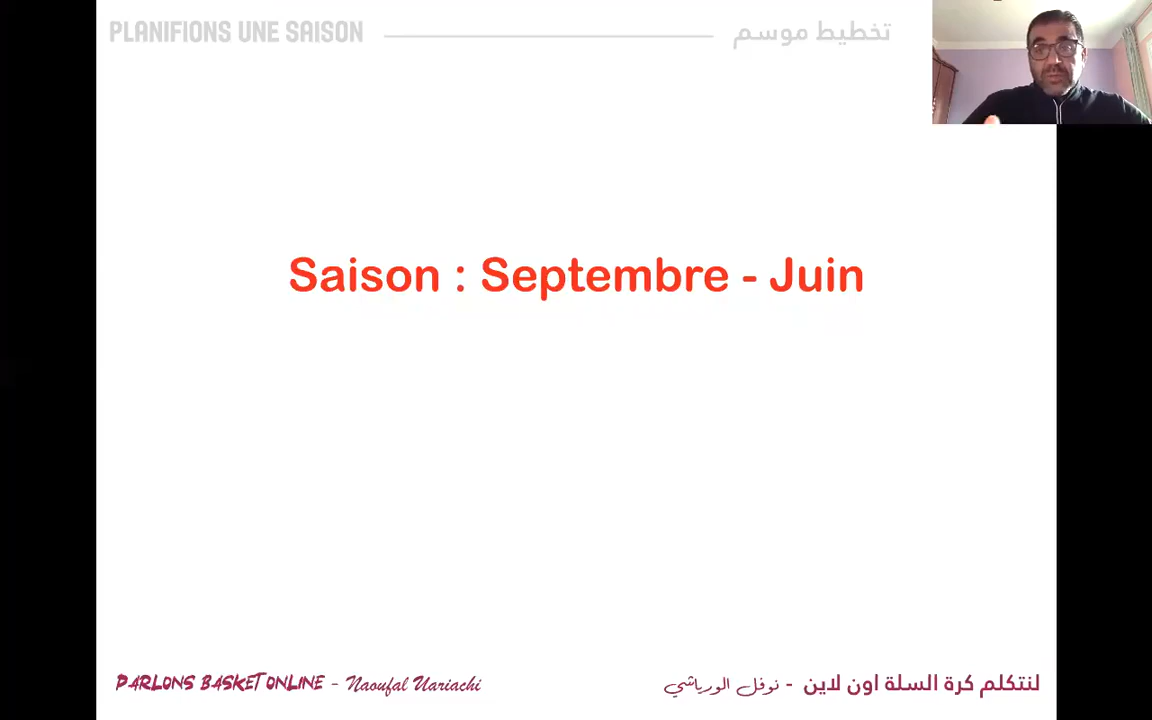 PLANIFIONS UNE SAISON تخطيط موسم
Saison : Septembre - Juin
PARLONS BASKET ONLINE - Naoufal Uariachi لنتكلم كرة السلة اون لاين - نوفل الورياشي